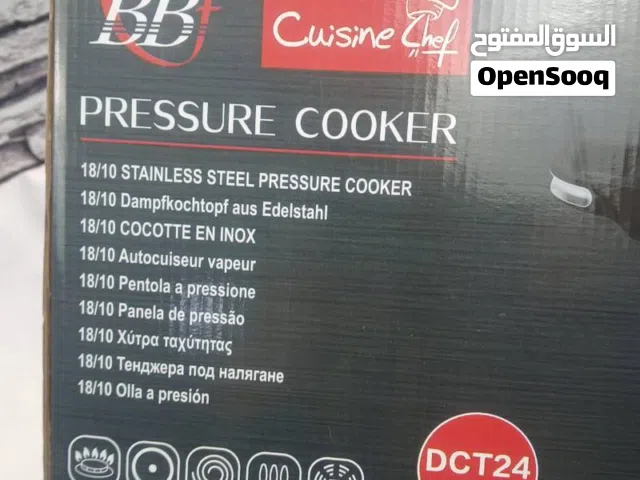 BB+
Cuisine Chef
السوق المفتوح
OpenSooq
PRESSURE COOKER
18/10 STAINLESS STEEL PRESSURE COOKER
18/10 Dampfkochtopf aus Edelstahl
18/10 COCOTTE EN INOX
18/10 Autocuiseur vapeur
18/10 Pentola a pressione
18/10 Panela de pressão
18/10 Χύτρα ταχύτητας
18/10 Тенджера под налягане
18/10 Olla a presión
DCT24